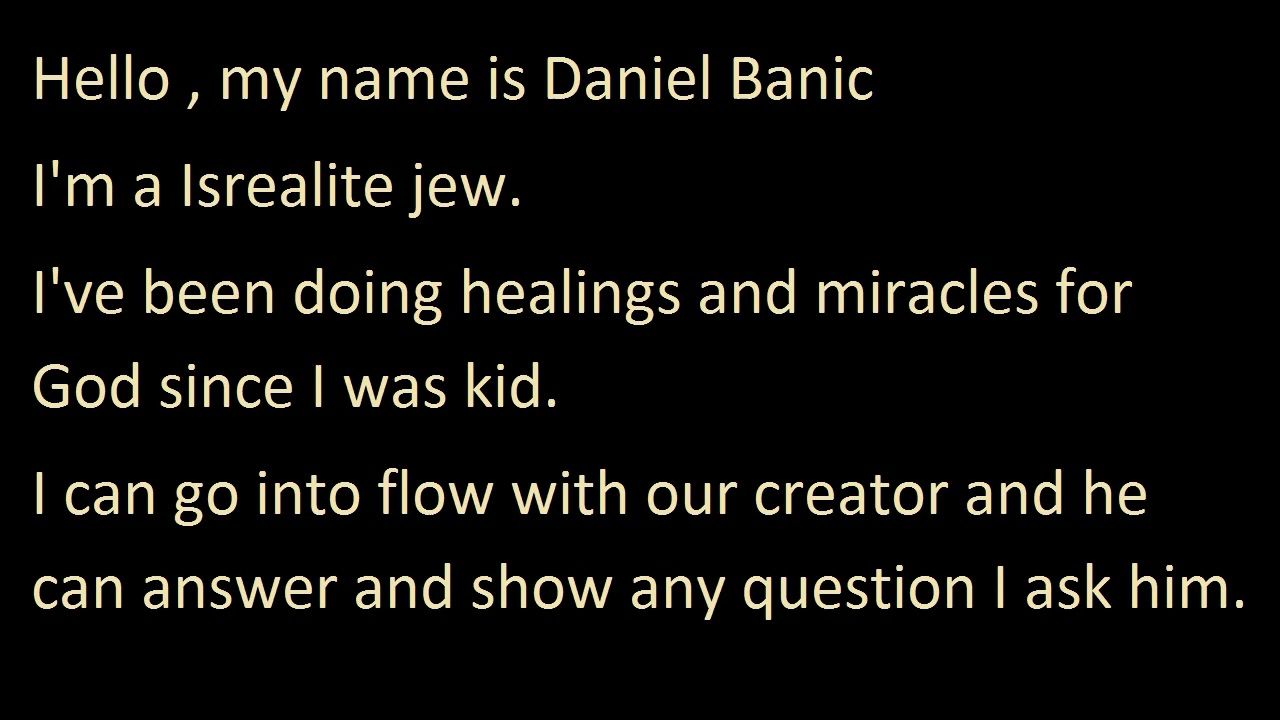 Hello , my name is Daniel Banic
I'm a Isrealite jew.
I've been doing healings and miracles for
God since I was kid.
I can go into flow with our creator and he
can answer and show any question I ask him.